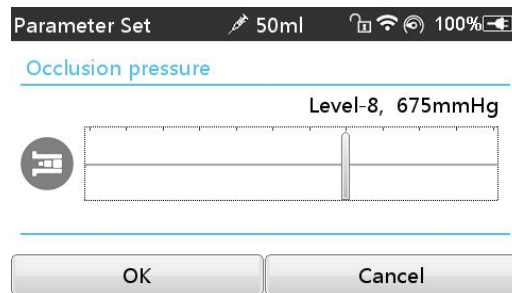 Parameter Set 50ml 100%
Occlusion pressure
Level-8, 675mmHg
OK Cancel